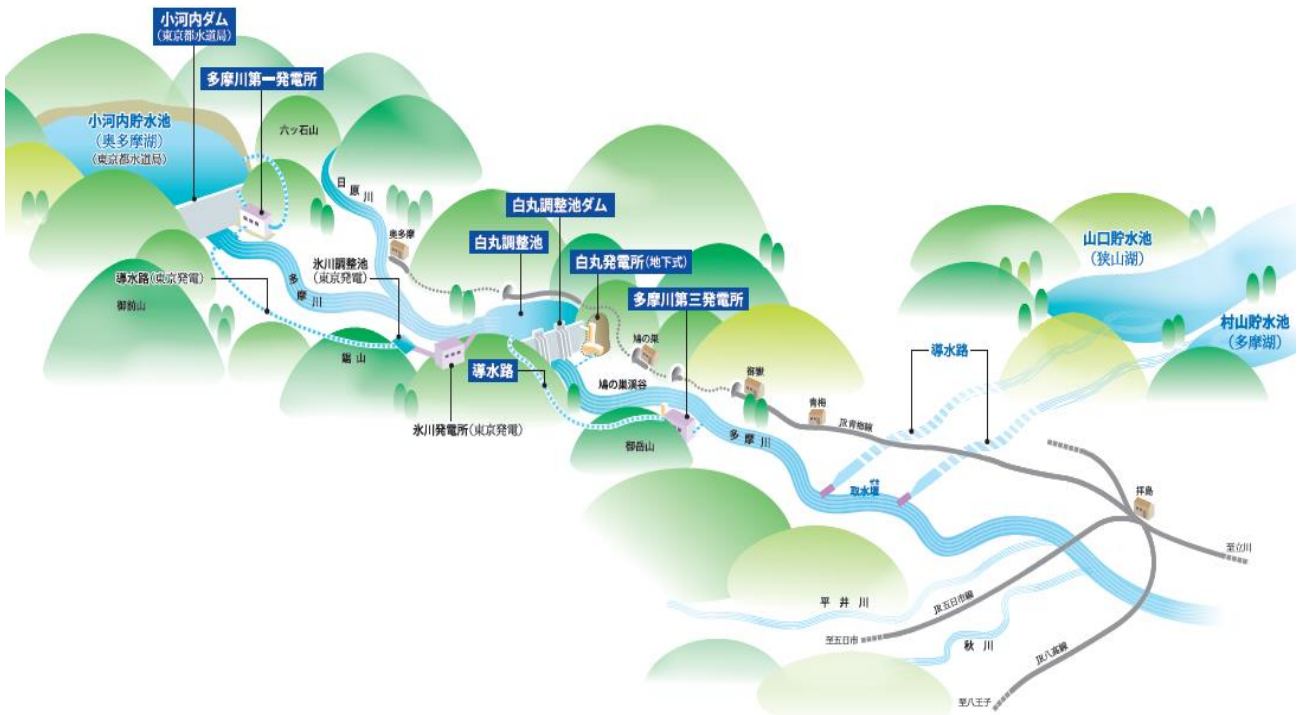 小河内ダム
(東京都水道局)
多摩川第一発電所
小河内貯水池
(奥多摩湖)
(東京都水道局)
六ッ石山
日原川
奥多摩
白丸調整池ダム
白丸調整池
白丸発電所(地下式)
多摩川第三発電所
氷川調整池
(東京発電)
導水路(東京発電)
多摩川
御前山
鋸山
導水路
氷川発電所(東京発電)
鳩の巣
鳩の巣渓谷
御嶽
御岳山
多摩川
青梅
JR青梅線
導水路
山口貯水池
(狭山湖)
村山貯水池
(多摩湖)
せき
取水堰
拝島
至立川
平井川
JR五日市線
至五日市
秋川
JR八高線
至八王子